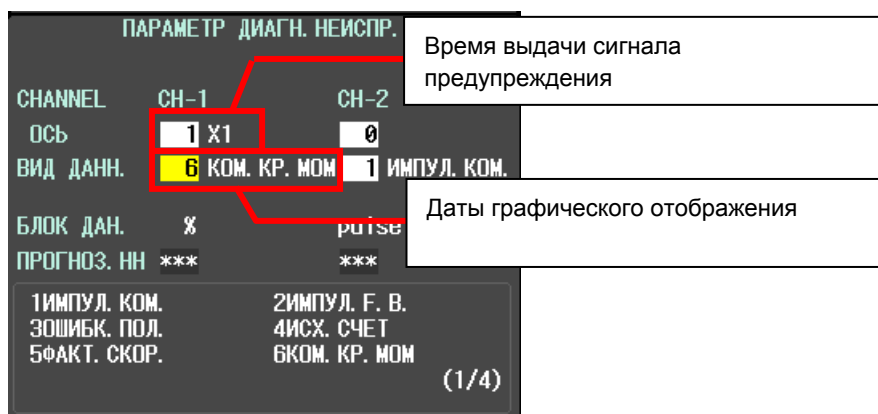 ПАРАМЕТР ДИАГН. НЕИСПР.
Время выдачи сигнала
предупреждения
CHANNEL CH-1 CH-2
ОСЬ 1 X1 0
ВИД ДАНН. 6 КОМ. КР. МОМ 1 ИМПУЛ. КОМ.
Даты графического отображения
БЛОК ДАН. % pulse
ПРОГНОЗ. НН *** ***
1ИМПУЛ. КОМ. 2ИМПУЛ. F. B.
3ОШИБК. ПОЛ. 4ИСХ. СЧЕТ
5ФАКТ. СКОР. 6КОМ. КР. МОМ
(1/4)